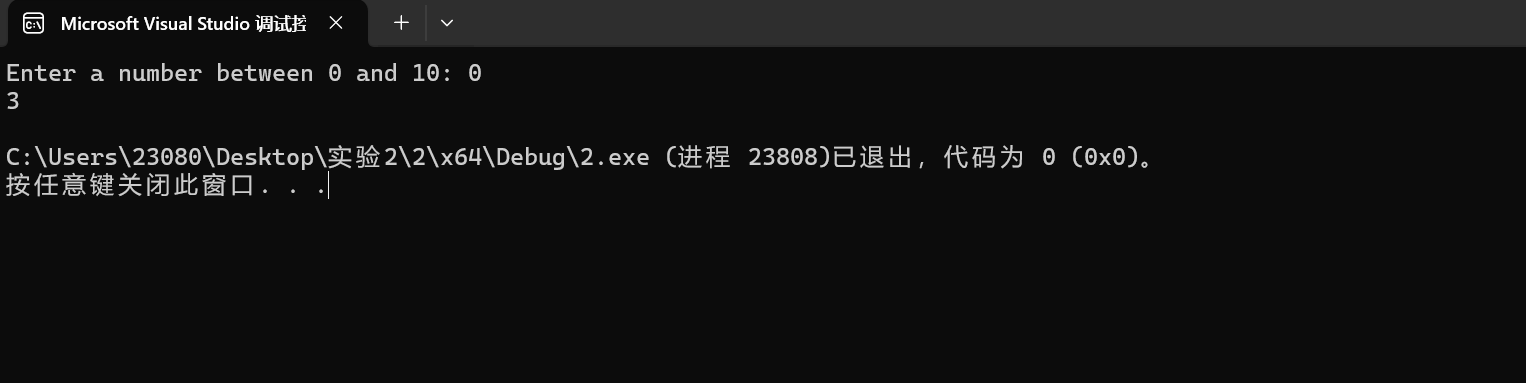 Microsoft Visual Studio 调试控
Enter a number between 0 and 10: 0
3
C:\Users\23080\Desktop\实验2\2\x64\Debug\2.exe (进程 23808)已退出，代码为 0 (0x0)。
按任意键关闭此窗口. . .